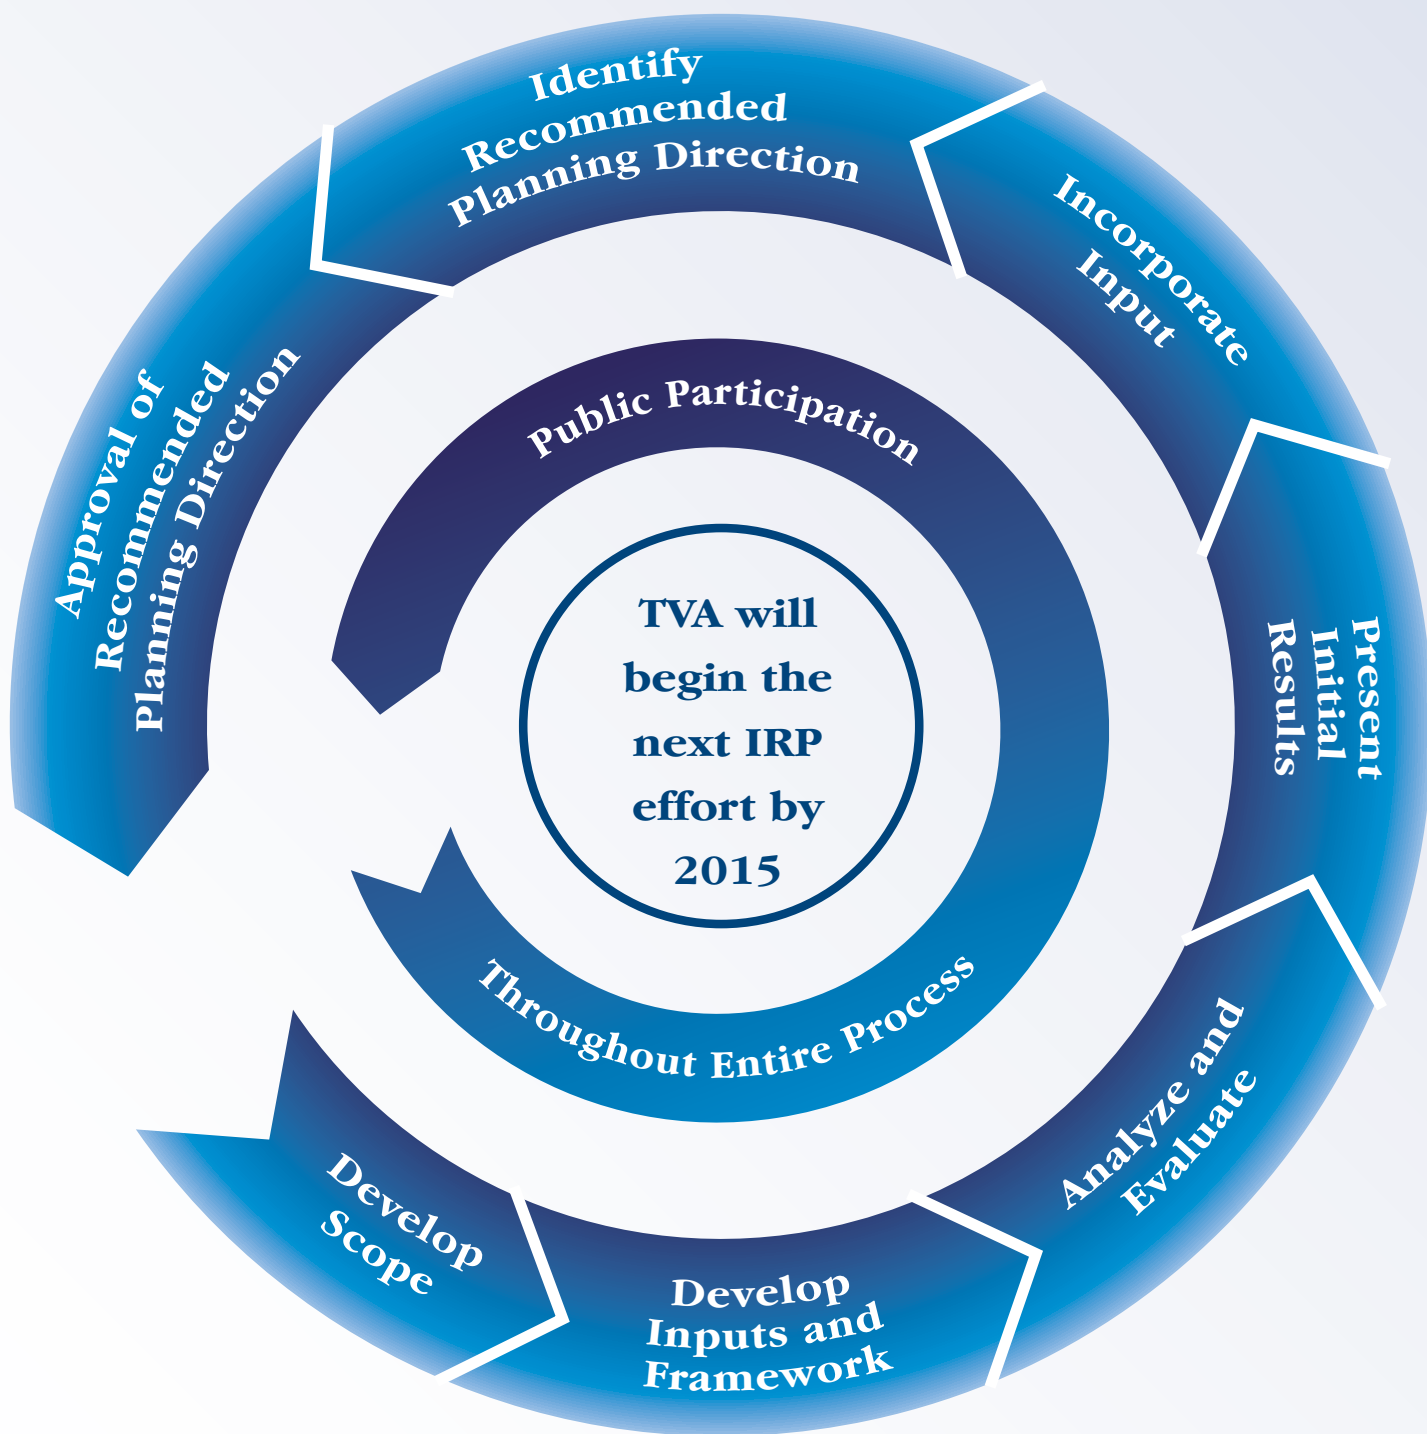 Identify
Recommended
Planning Direction
Incorporate
Input
Present
Initial
Results
Analyze and
Evaluate
Develop
Inputs and
Framework
Develop
Scope
Approval of
Recommended
Planning Direction
Public Participation
Throughout Entire Process
TVA will
begin the
next IRP
effort by
2015